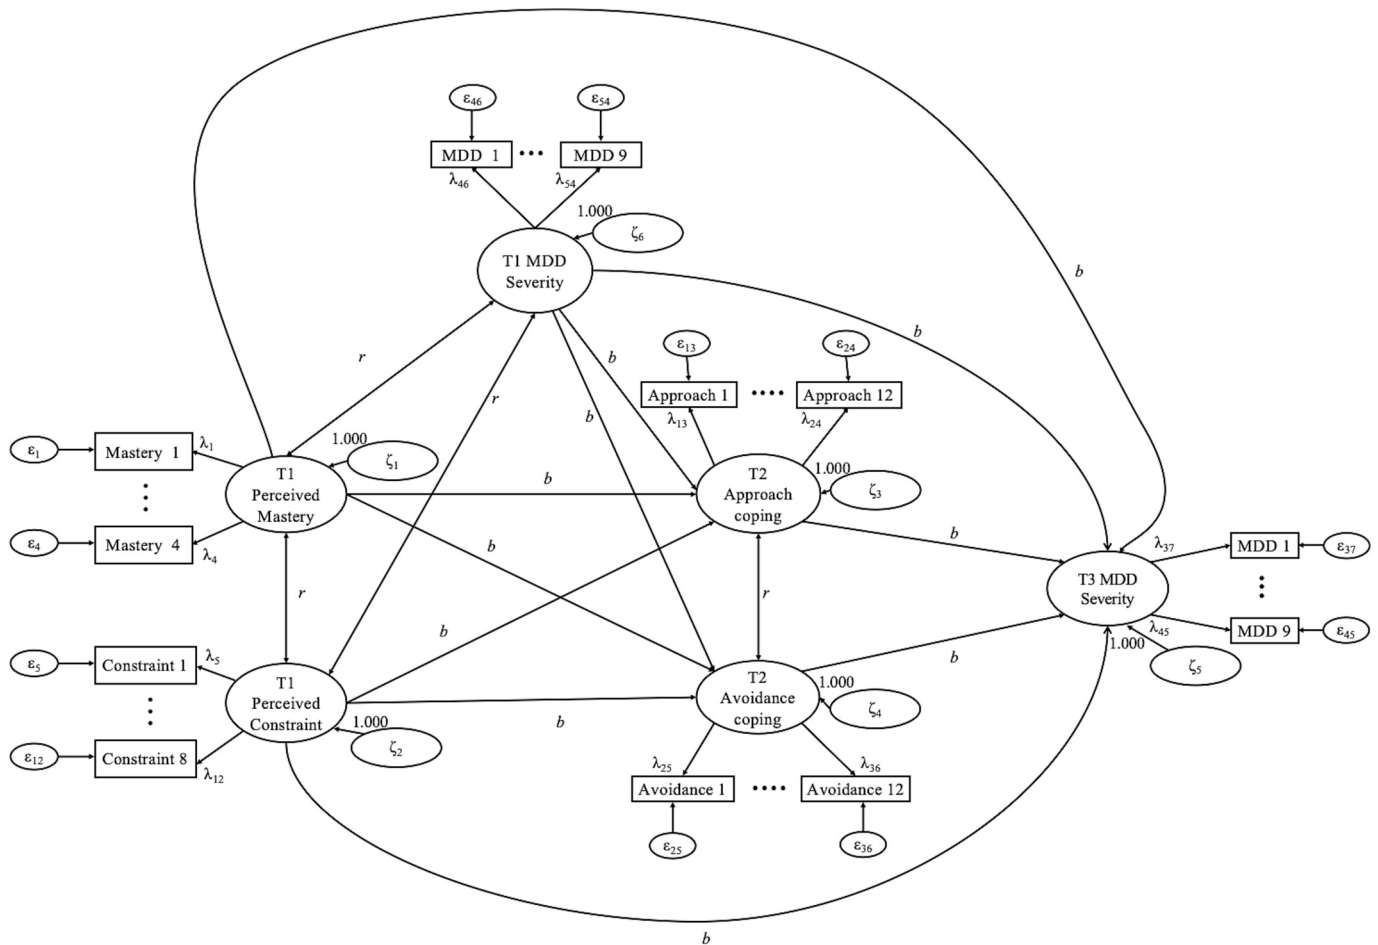 ε46
ε54
MDD 1
•••
MDD 9
λ46
λ54
1.000
ζ6
T1 MDD
Severity
b
b
r
b
ε13
ε24
Approach 1
••••
Approach 12
λ13
λ24
r
b
ε1
Mastery 1
λ1
1.000
ζ1
T1
Perceived
Mastery
ε4
Mastery 4
λ4
b
T2
Approach
coping
1.000
ζ3
b
b
r
b
r
λ37
MDD 1
ε37
T3 MDD
Severity
λ45
MDD 9
ε45
1.000
ζ5
ε5
Constraint 1
λ5
T1
Perceived
Constraint
1.000
ζ2
ε12
Constraint 8
λ12
b
T2
Avoidance
coping
1.000
ζ4
b
λ25
λ36
Avoidance 1
••••
Avoidance 12
ε25
ε36
b